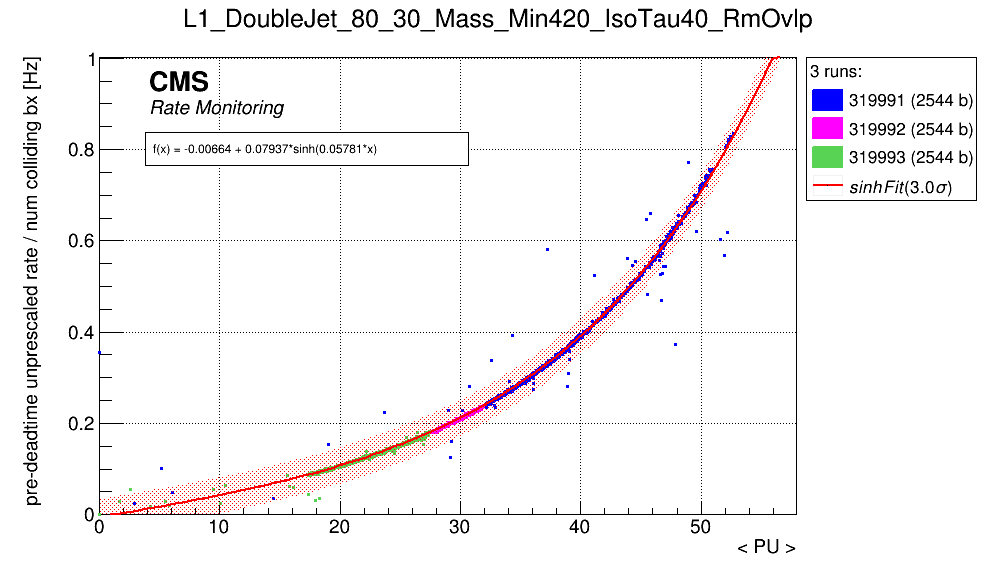 L1_DoubleJet_80_30_Mass_Min420_IsoTau40_RmOvlp
pre-deadtime unprescaled rate / num colliding bx [Hz]
1
0.8
0.6
0.4
0.2
0
CMS
Rate Monitoring
f(x) = -0.00664 + 0.07937*sinh(0.05781*x)
0 10 20 30 40 50
< PU >
3 runs:
319991 (2544 b)
319992 (2544 b)
319993 (2544 b)
sinhFit(3.0σ)